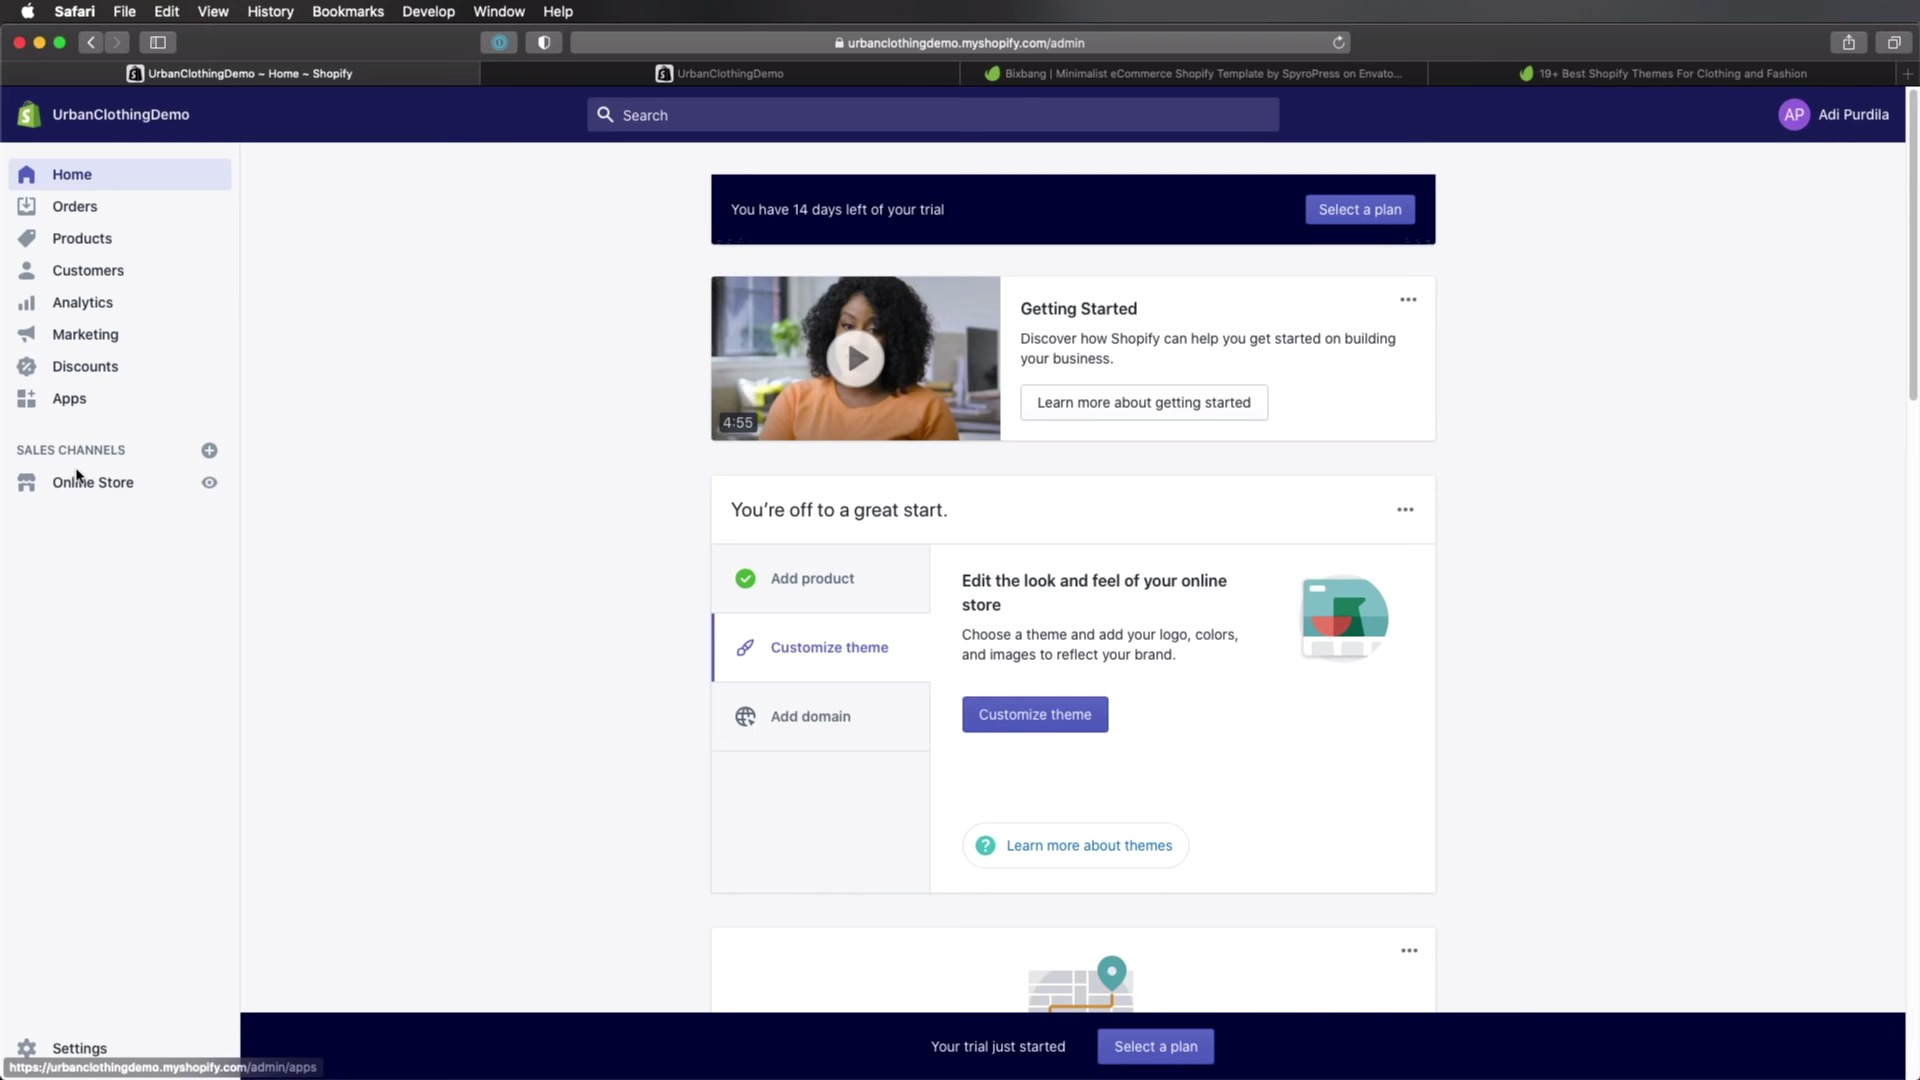 Safari File Edit View History Bookmarks Develop Window Help
urbanclothingdemo.myshopify.com/admin
UrbanClothingDemo ~ Home ~ Shopify
UrbanClothingDemo
Bixbang | Minimalist eCommerce Shopify Template by SpyroPress on Envato...
19+ Best Shopify Themes For Clothing and Fashion
UrbanClothingDemo
Search
AP Adi Purdila
Home
Orders
Products
Customers
Analytics
Marketing
Discounts
Apps
SALES CHANNELS
Online Store
Settings
https://urbanclothingdemo.myshopify.com/admin/apps
You have 14 days left of your trial
Select a plan
4:55
Getting Started
Discover how Shopify can help you get started on building
your business.
Learn more about getting started
You’re off to a great start.
Add product
Customize theme
Add domain
Edit the look and feel of your online
store
Choose a theme and add your logo, colors,
and images to reflect your brand.
Customize theme
? Learn more about themes
Your trial just started
Select a plan